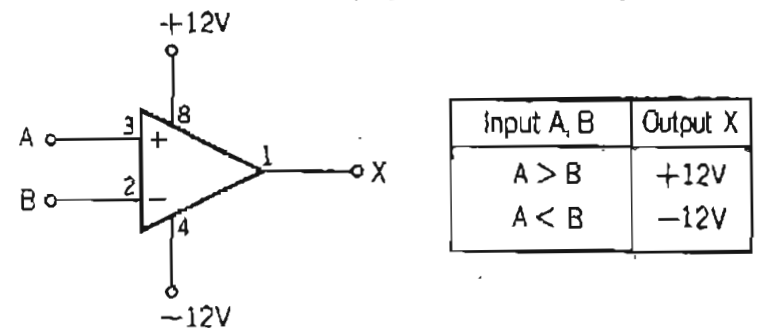 +12V
8
A
3
+
1
X
B
2
−
4
−12V
Input A, B Output X
A > B +12V
A < B −12V